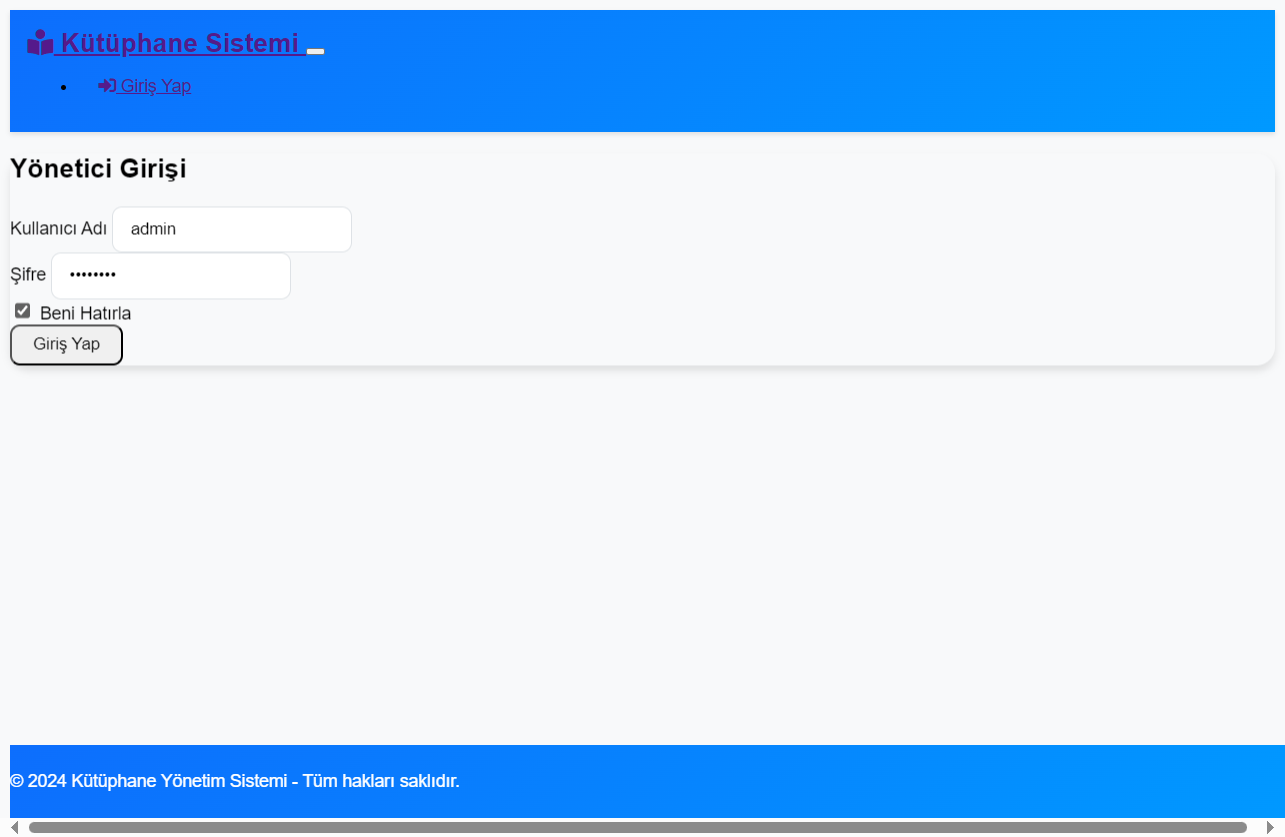 Kütüphane Sistemi
Giriş Yap
Yönetici Girişi
Kullanıcı Adı admin
Şifre ••••••••
Beni Hatırla
Giriş Yap
© 2024 Kütüphane Yönetim Sistemi - Tüm hakları saklıdır.